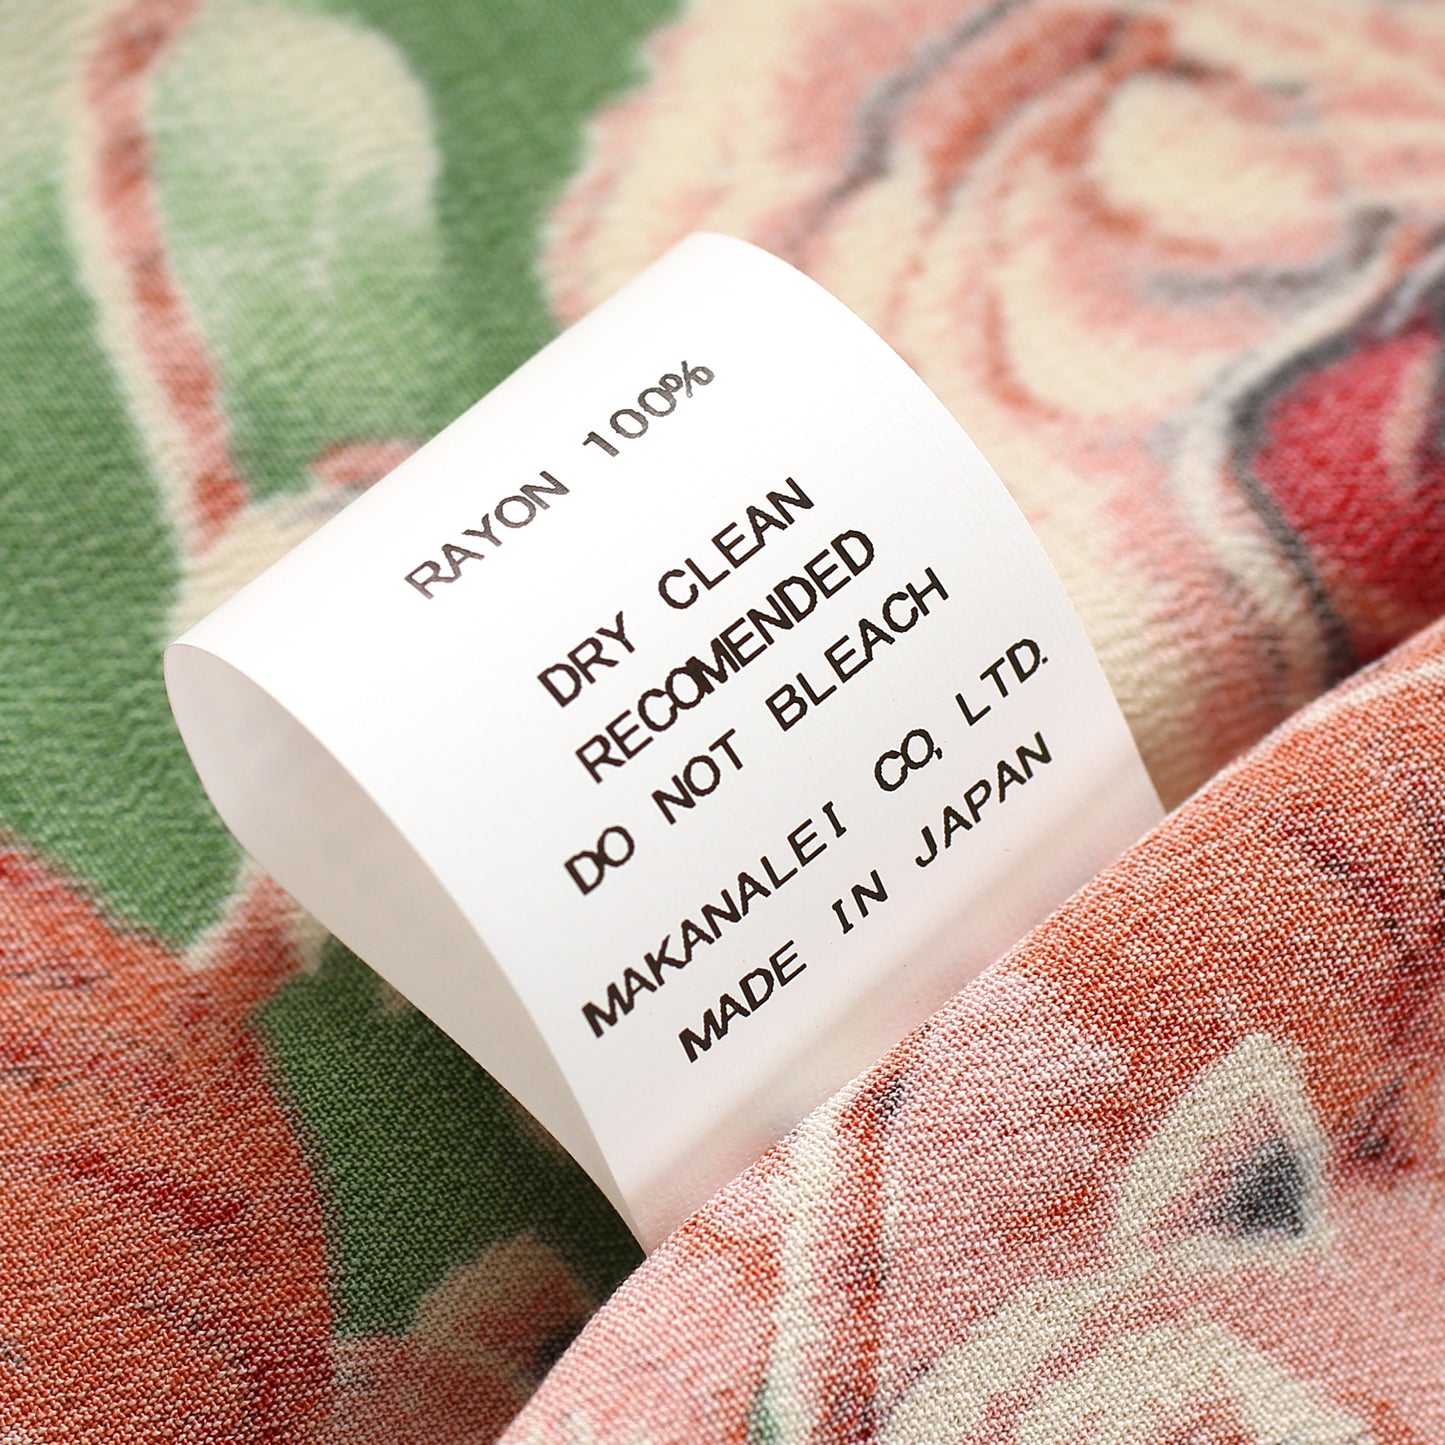 RAYON 100%
DRY CLEAN
RECOMENDED
DO NOT BLEACH
MAKANALEI CO, LTD.
MADE IN JAPAN